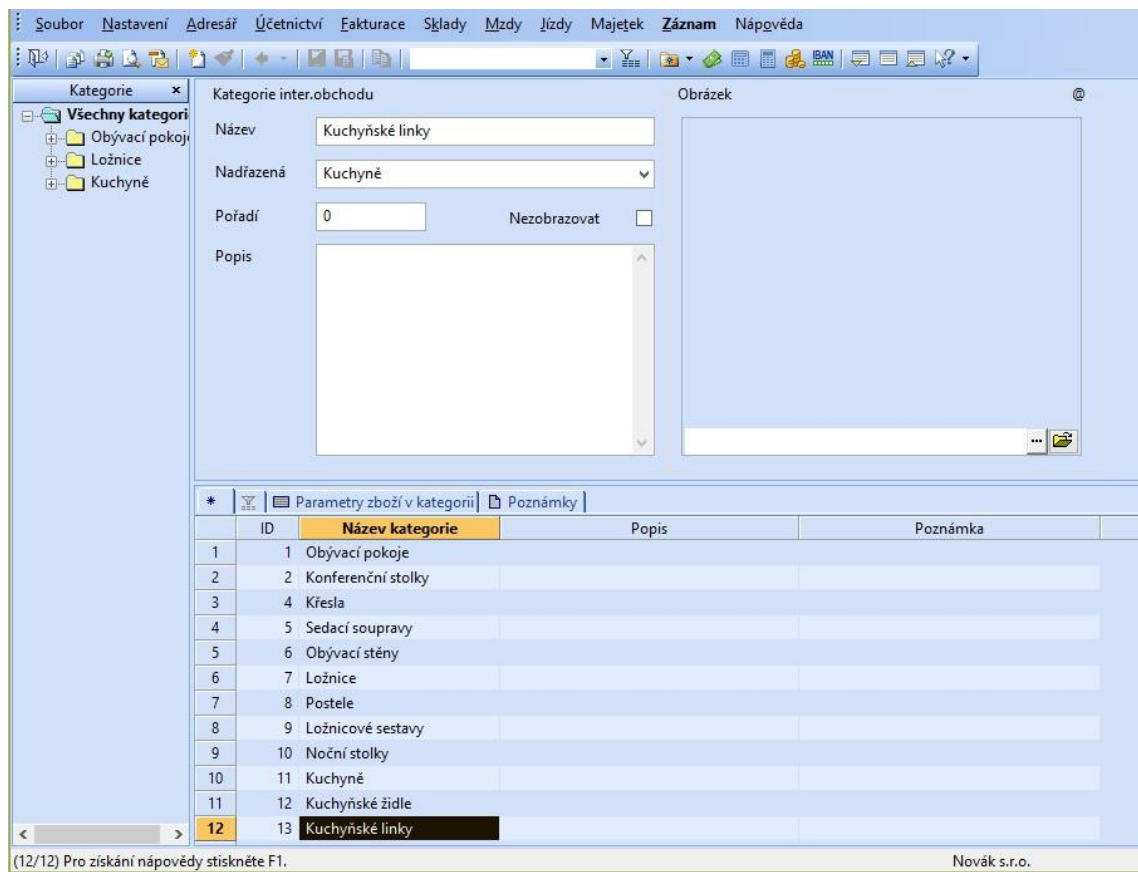 Soubor Nastavení Adresář Účetnictví Fakturace Sklady Mzdy Jízdy Majetek Záznam Nápověda
IBAN
Kategorie x
Všechny kategori
Obývací pokoj
Ložnice
Kuchyně
Kategorie inter.obchodu
Obrázek @
Název Kuchyňské linky
Nadřazená Kuchyně
Pořadí 0 Nezobrazovat
Popis
...
* Parametry zboží v kategorii Poznámky
ID Název kategorie Popis Poznámka
1 1 Obývací pokoje
2 2 Konferenční stolky
3 4 Křesla
4 5 Sedací soupravy
5 6 Obývací stěny
6 7 Ložnice
7 8 Postele
8 9 Ložnicové sestavy
9 10 Noční stolky
10 11 Kuchyně
11 12 Kuchyňské židle
12 13 Kuchyňské linky
(12/12) Pro získání nápovědy stiskněte F1. Novák s.r.o.